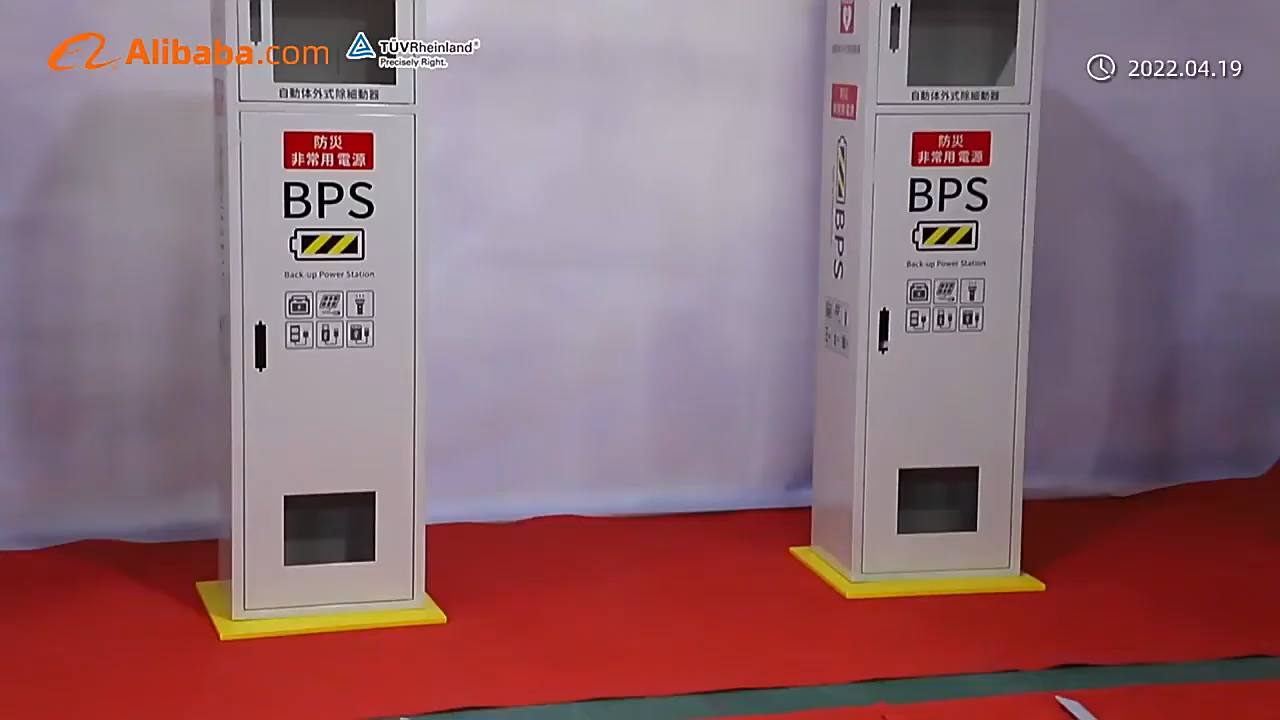 Alibaba.com
TÜVRheinland®
Precisely Right.
2022.04.19
自動体外式除細動器
防災
非常用電源
BPS
Back-up Power Station
自動体外式除細動器
防災
非常用電源
BPS
Back-up Power Station
BPS